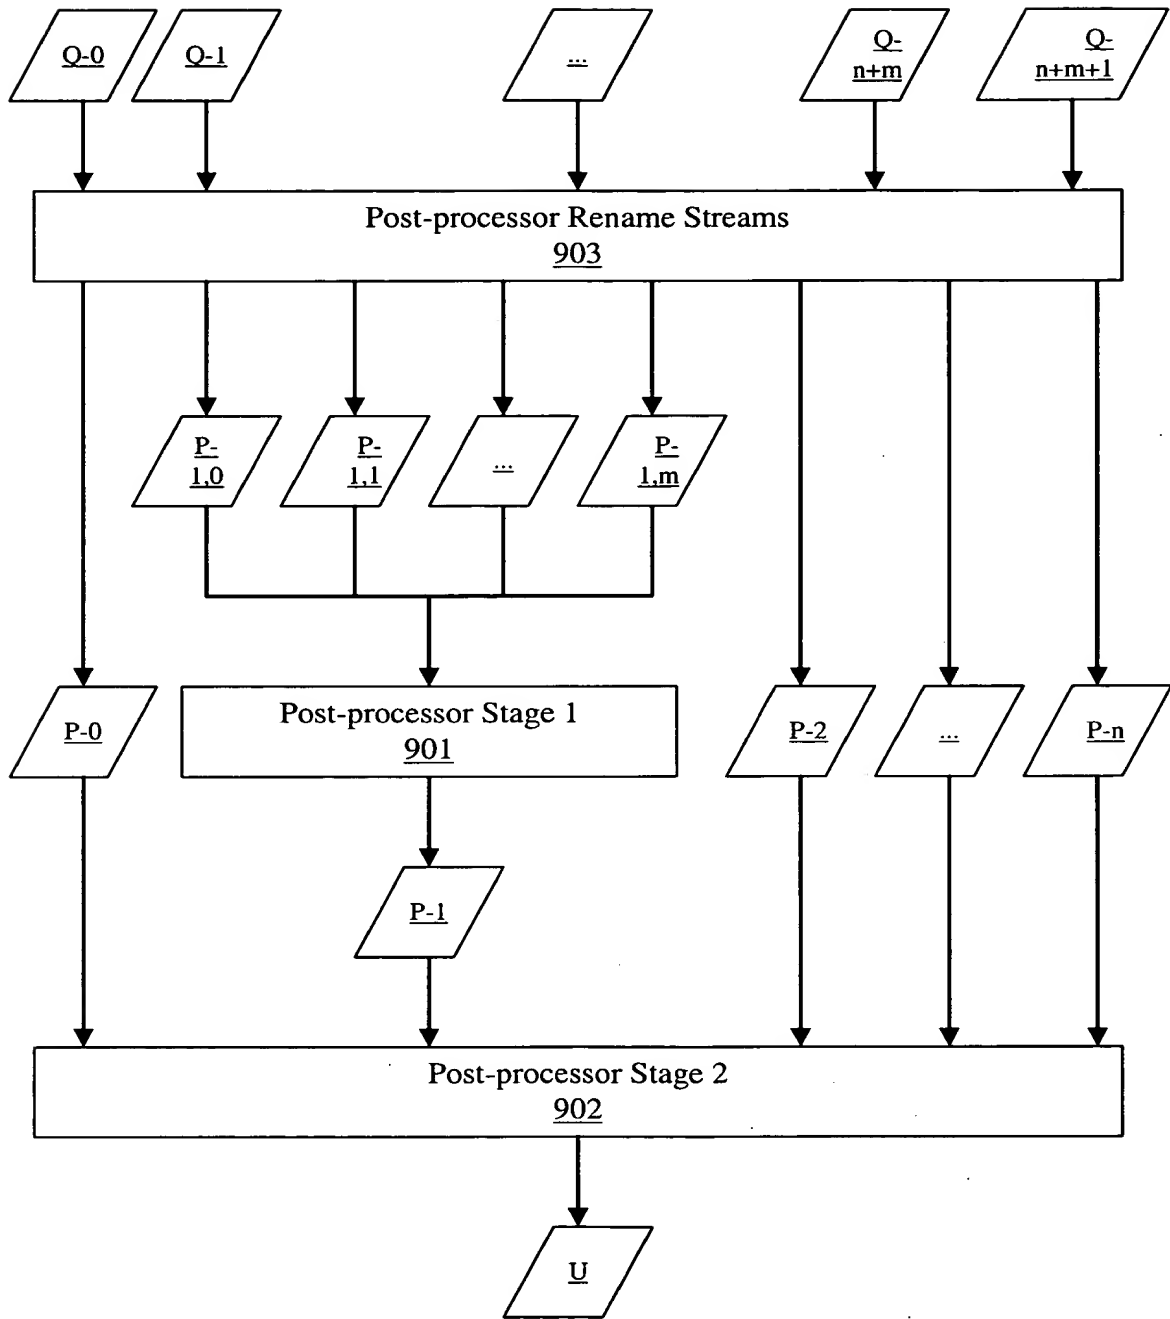 Q-0
Q-1
...
Q-
n+m
Q-
n+m+1
Post-processor Rename Streams
903
P-
1,0
P-
1,1
...
P-
1,m
P-0
Post-processor Stage 1
901
P-2
...
P-n
P-1
Post-processor Stage 2
902
U